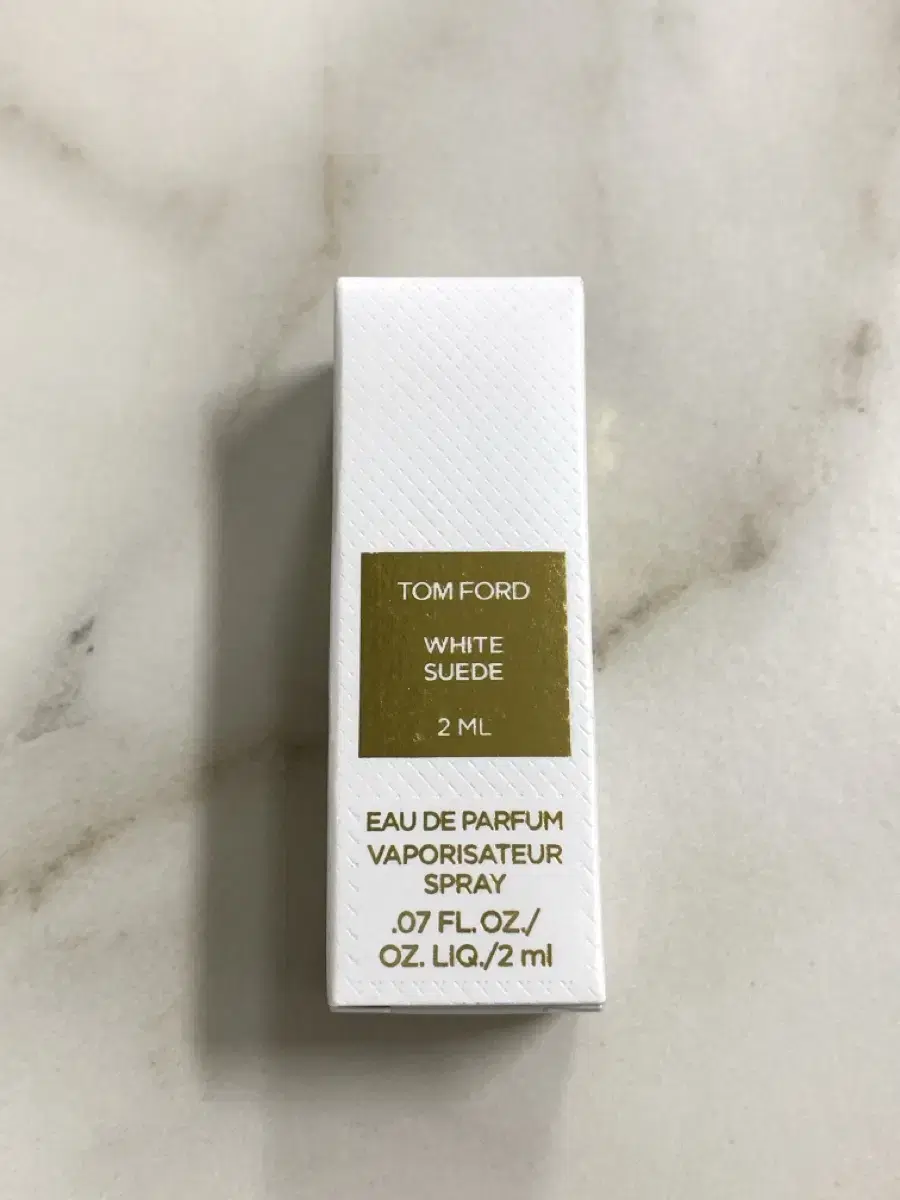 TOM FORD
WHITE
SUEDE
2 ML
EAU DE PARFUM
VAPORISATEUR
SPRAY
.07 FL. OZ./
OZ. LIQ./2 ml